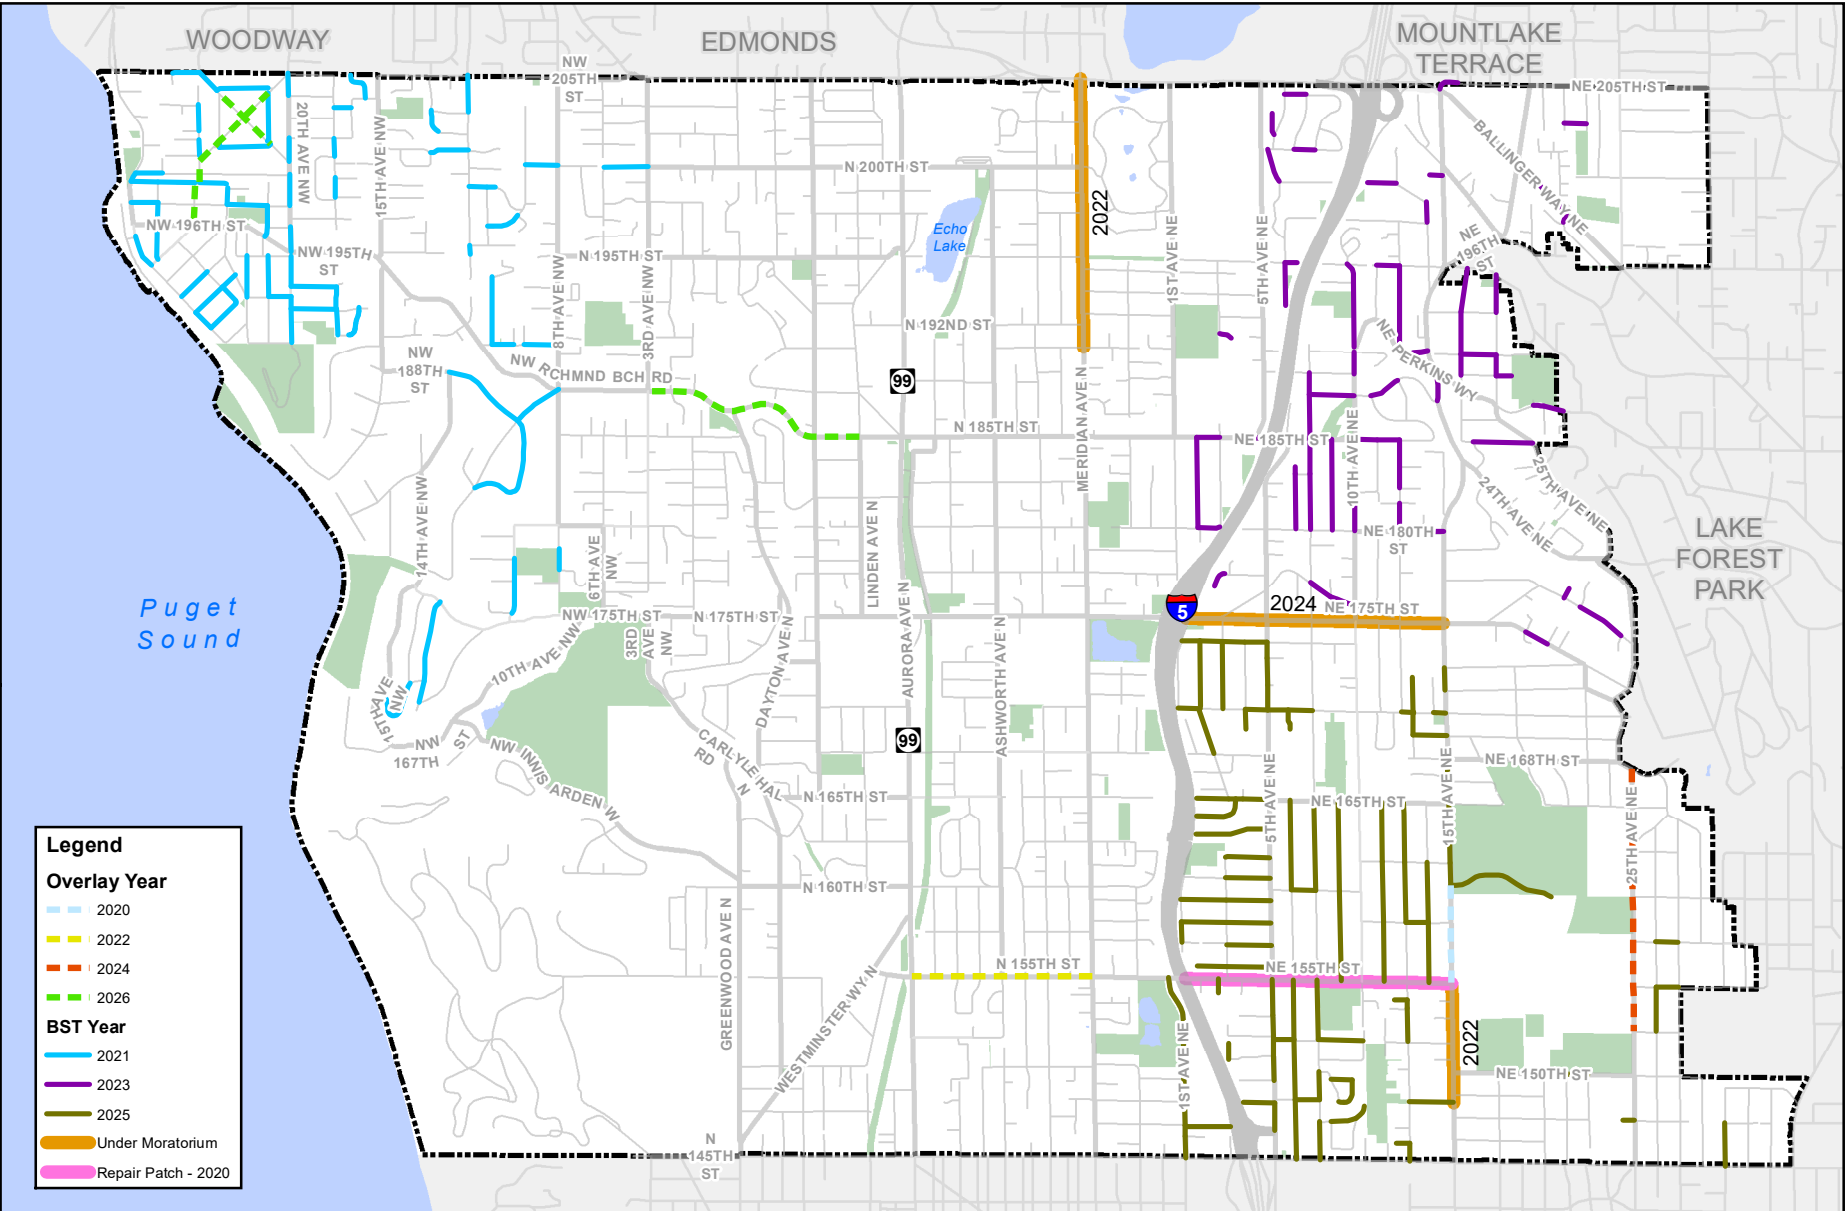 WOODWAY
EDMONDS
MOUNTLAKE
TERRACE
NW
205TH
ST
NE 205TH ST
20TH AVE NW
15TH AVE NW
BALLINGER WAY NE
N 200TH ST
2022
NW 196TH ST
NW 195TH
ST
N 195TH ST
Echo
Lake
1ST AVE NE
5TH AVE NE
NE
196TH
ST
8TH AVE NW
3RD AVE NW
N 192ND ST
NW
188TH
ST
NW RCHMND BCH RD
99
NE PERKINS WY
MERIDIAN AVE N
N 185TH ST
NE 185TH ST
10TH AVE NE
25TH AVE NE
24TH AVE NE
14TH AVE NW
LINDEN AVE N
NE 180TH
ST
LAKE
FOREST
PARK
6TH AVE
NW
Puget
Sound
NW 175TH ST
N 175TH ST
5
2024
NE 175TH ST
3RD
AVE
NW
10TH AVE NW
DAYTON AVE N
AURORA AVE N
ASHWORTH AVE N
15TH AVE
NW
NW
167TH
ST
NW INNIS ARDEN W
CARLYLE HAL
RD
N
99
NE 168TH ST
N 165TH ST
NE 165TH ST
5TH AVE NE
15TH AVE NE
25TH AVE NE
N 160TH ST
GREENWOOD AVE N
WESTMINSTER WY N
N 155TH ST
NE 155TH ST
1ST AVE NE
2022
NE 150TH ST
N
145TH
ST
Legend
Overlay Year
2020
2022
2024
2026
BST Year
2021
2023
2025
Under Moratorium
Repair Patch - 2020